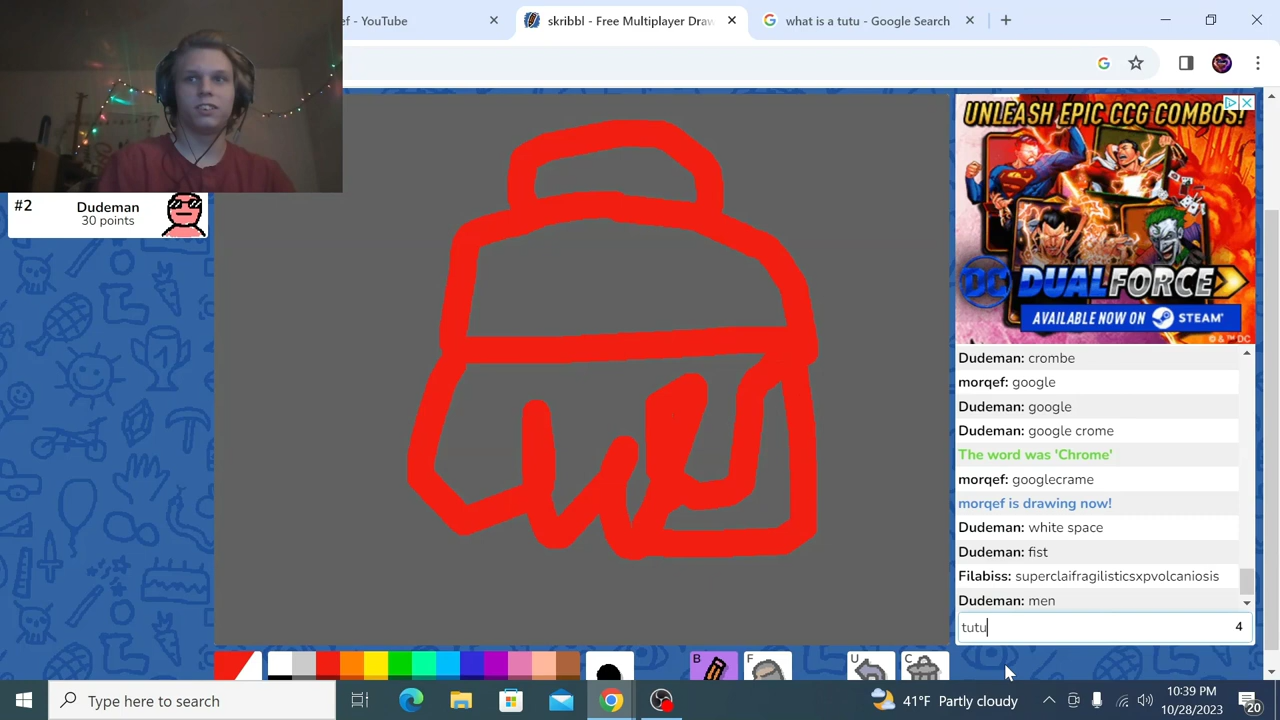 ef - YouTube
skribbl - Free Multiplayer Draw
what is a tutu - Google Search
#2
Dudeman
30 points
UNLEASH EPIC CCG COMBOS!
DC DUALFORCE
AVAILABLE NOW ON STEAM
© & ™ DC
Dudeman: crombe
morqef: google
Dudeman: google
Dudeman: google crome
The word was 'Chrome'
morqef: googlecrame
morqef is drawing now!
Dudeman: white space
Dudeman: fist
Filabiss: superclaifragilisticsxpvolcaniosis
Dudeman: men
tutu
4
B
F
U
C
Type here to search
41°F Partly cloudy
10:39 PM
10/28/2023
20